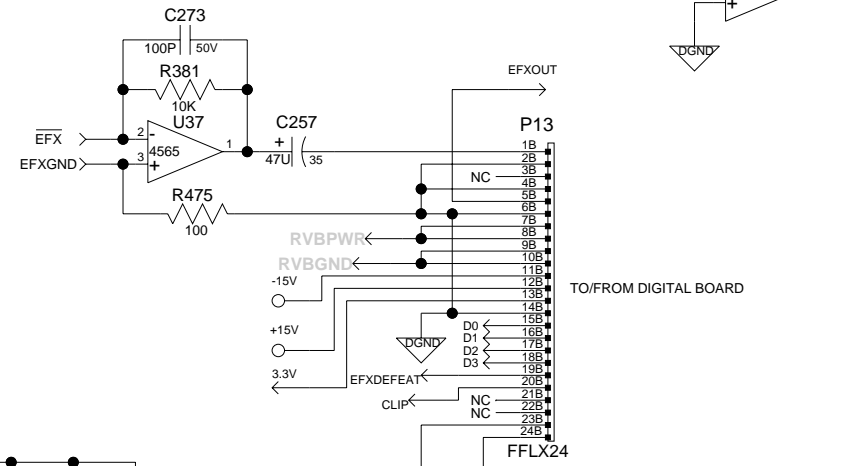 C273
100P
50V
R381
10K
U37
EFX
2
-
4565
1
EFXGND
3
+
C257
+
47U
35
R475
100
DGND
+
EFXOUT
P13
1B
2B
NC
3B
4B
5B
6B
7B
RVBPWR
8B
9B
RVBGND
10B
-15V
11B
12B
13B
14B
+15V
D0
15B
D1
16B
D2
17B
D3
18B
DGND
3.3V
EFXDEFEAT
19B
20B
CLIP
NC
21B
NC
22B
23B
24B
TO/FROM DIGITAL BOARD
FFLX24